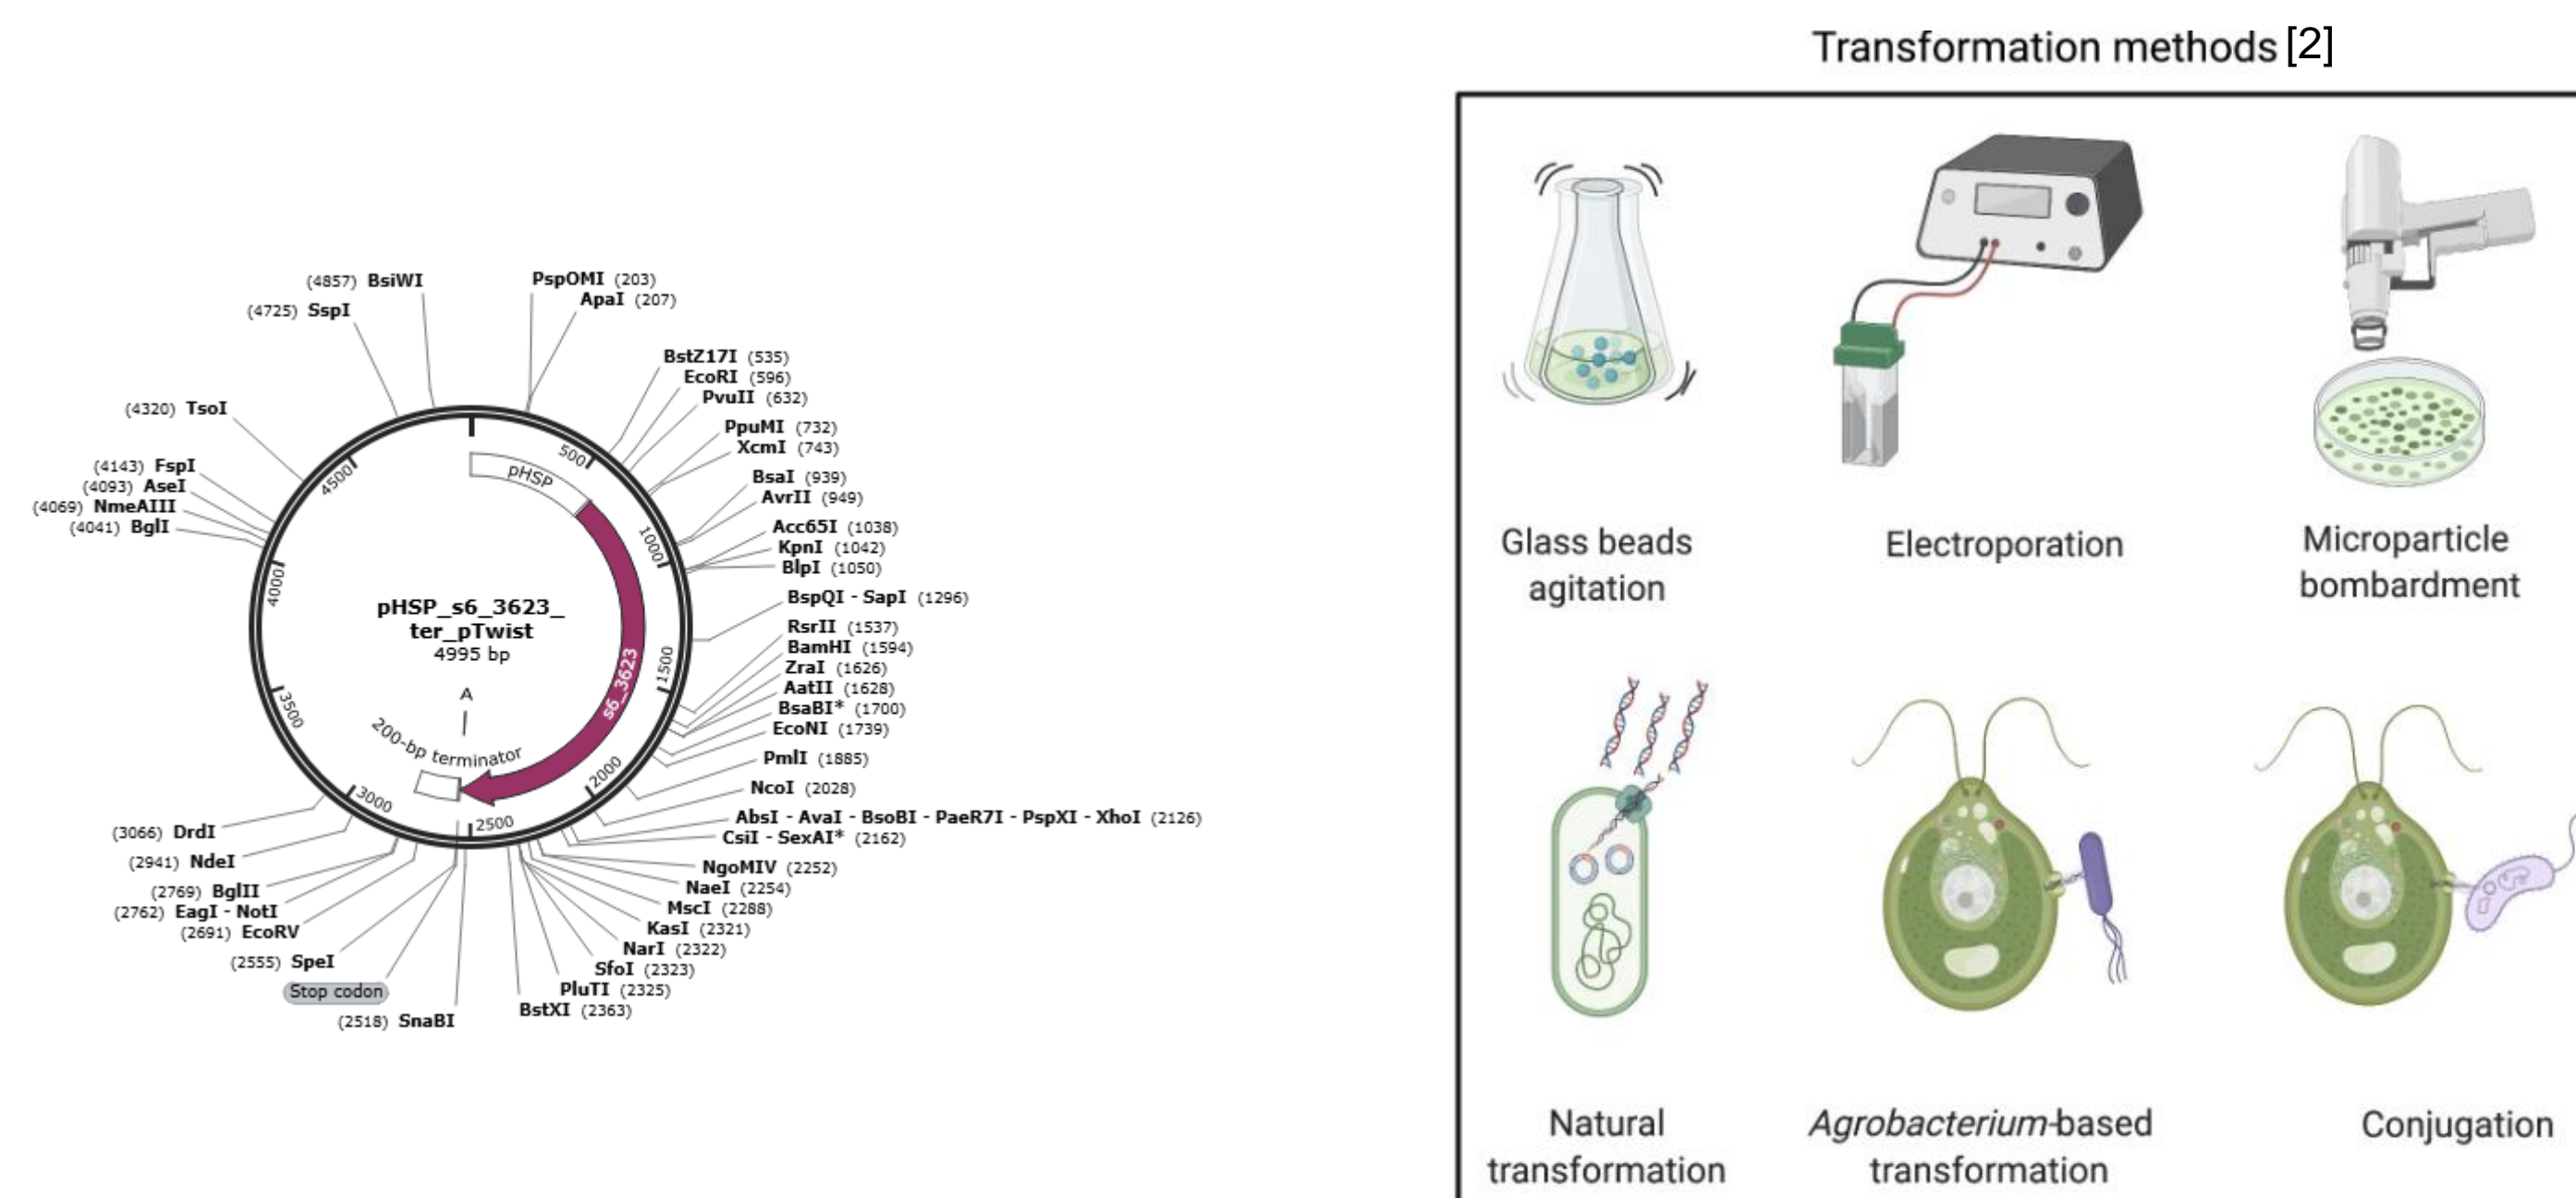 Transformation methods [2]
(4857) BsiWI
(4725) SspI
PspOMI (203)
ApaI (207)
BstZ17I (535)
EcoRI (596)
PvuII (632)
PpuMI (732)
XcmI (743)
BsaI (939)
AvrII (949)
Acc65I (1038)
KpnI (1042)
BlpI (1050)
BspQI - SapI (1296)
RsrII (1537)
BamHI (1594)
ZraI (1626)
AatII (1628)
BsaBI* (1700)
EcoNI (1739)
PmlI (1885)
NcoI (2028)
AbsI - AvaI - BsoBI - PaeR7I - PspXI - XhoI (2126)
CsiI - SexAI* (2162)
NgoMIV (2252)
NaeI (2254)
MscI (2288)
KasI (2321)
NarI (2322)
SfoI (2323)
PluTI (2325)
BstXI (2363)
(4320) TsoI
(4143) FspI
(4093) AseI
(4069) NmeAIII
(4041) BglI
(3066) DrdI
(2941) NdeI
(2769) BglII
(2762) EagI - NotI
(2691) EcoRV
(2555) SpeI
Stop codon
(2518) SnaBI
500
1000
1500
2000
2500
3000
3500
4000
4500
pHSP
s6_3623
200-bp terminator
A
pHSP_s6_3623_
ter_pTwist
4995 bp
Glass beads
agitation
Electroporation
Microparticle
bombardment
Natural
transformation
Agrobacterium-based
transformation
Conjugation